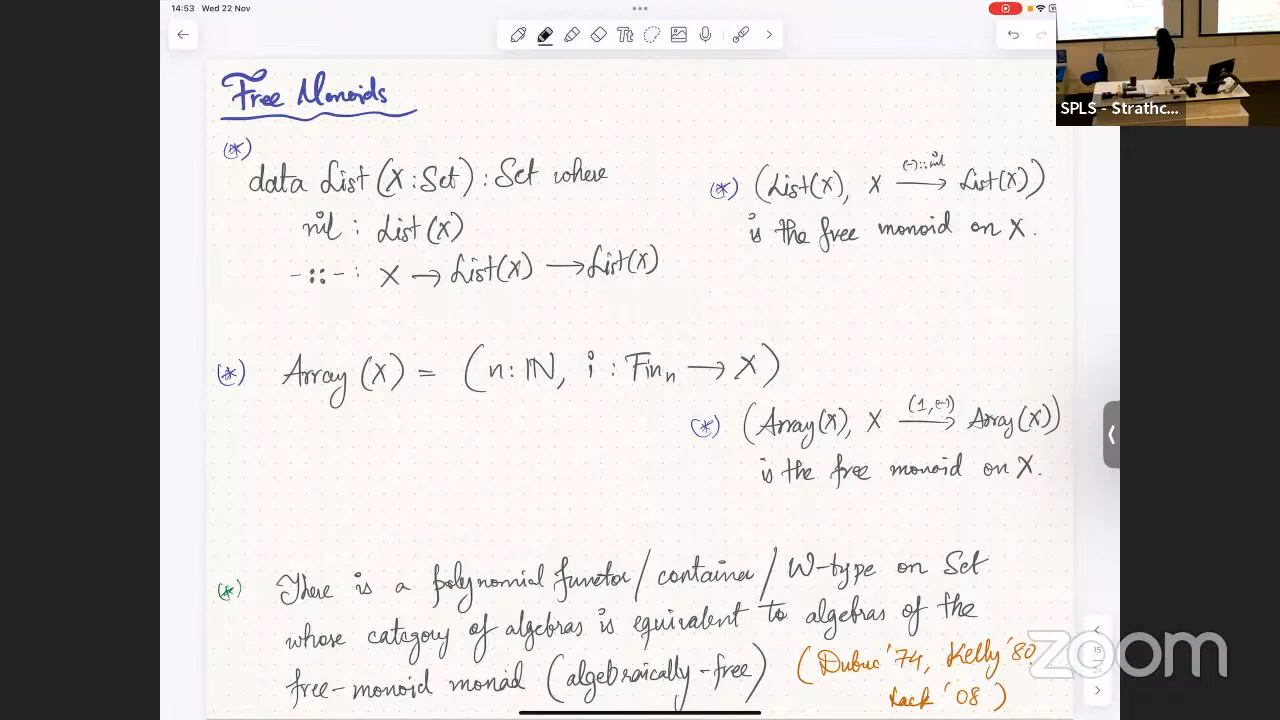 14:53 Wed 22 Nov
SPLS - Strathc...
Free Monoids
(*)
data List (X : Set) : Set where
nil : List (X)
- :: - : X → List (X) → List (X)
(*) (List (X), X —(-)::nil→ List (X))
is the free monoid on X.
(*) Array (X) = (n : ℕ, i : Fin_n → X)
(*) (Array (X), X —(1, (-))→ Array (X))
is the free monoid on X.
(*) There is a polynomial functor / container / W-type on Set
whose category of algebras is equivalent to algebras of the
free-monoid monad (algebraically-free)
(Dubuc '74, Kelly '80,
Lack '08)
15
zoom